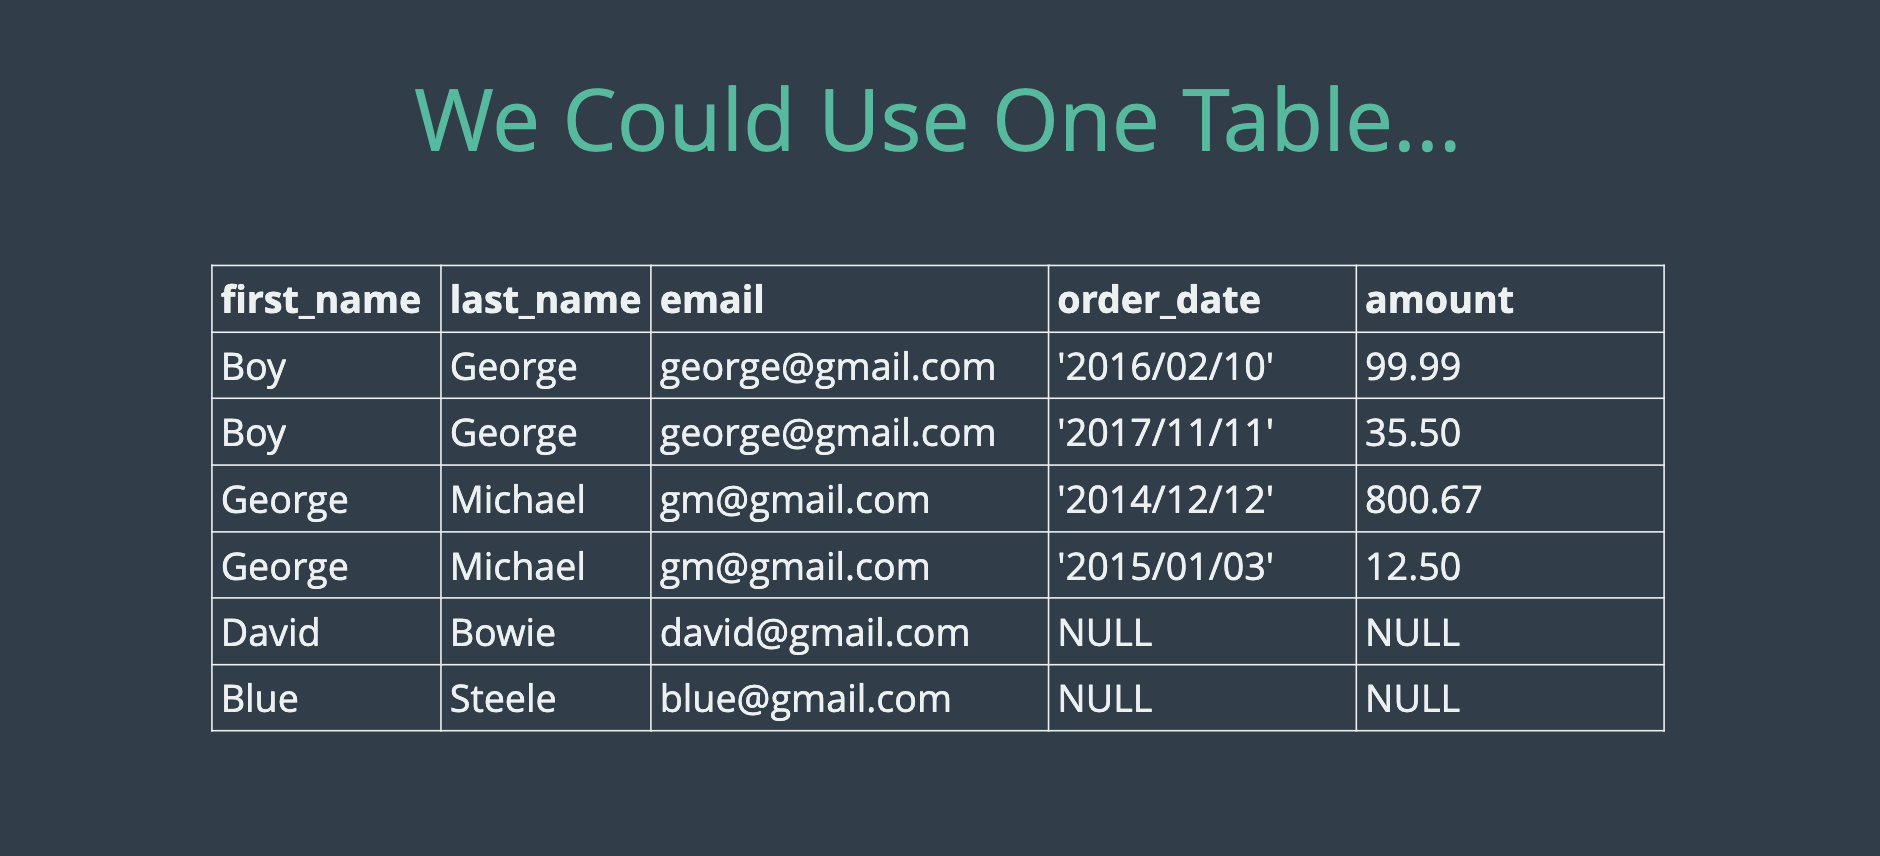 We Could Use One Table...
first_name last_name email order_date amount
Boy George george@gmail.com '2016/02/10' 99.99
Boy George george@gmail.com '2017/11/11' 35.50
George Michael gm@gmail.com '2014/12/12' 800.67
George Michael gm@gmail.com '2015/01/03' 12.50
David Bowie david@gmail.com NULL NULL
Blue Steele blue@gmail.com NULL NULL